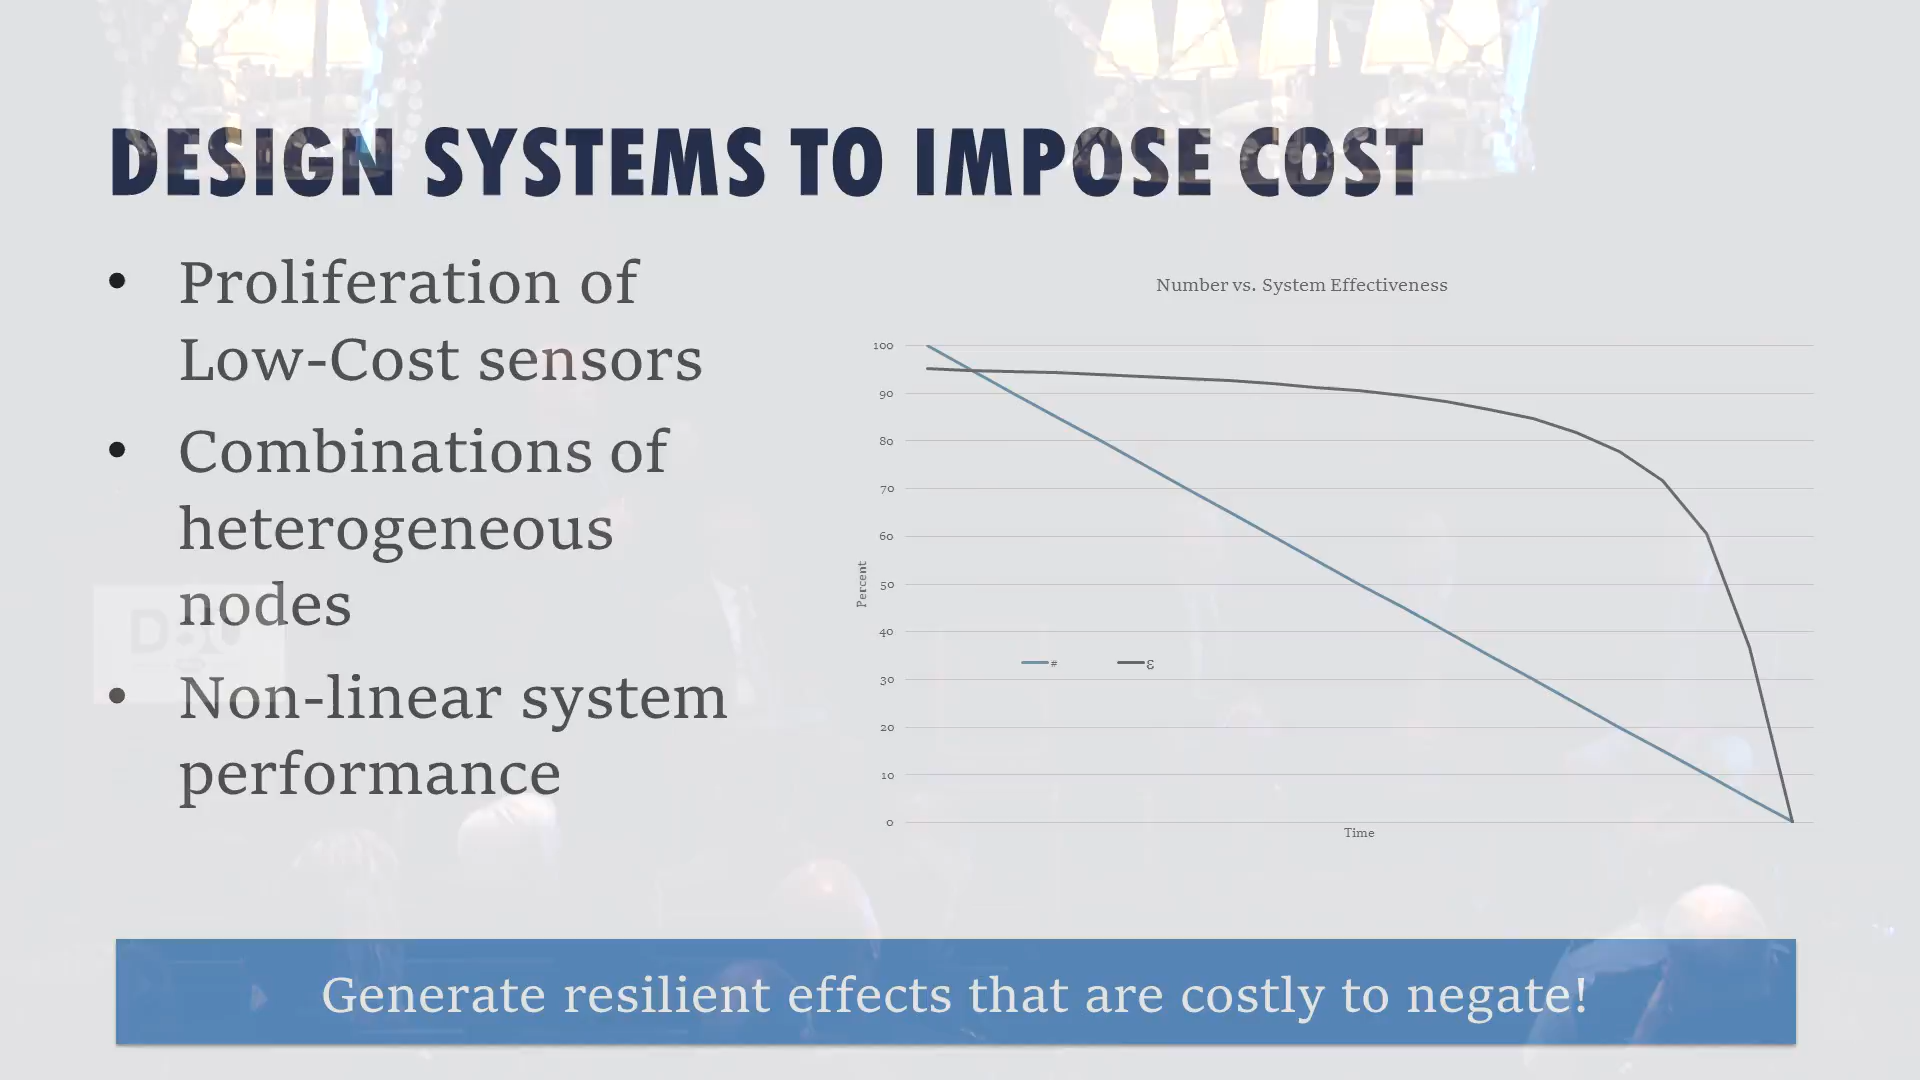 DESIGN SYSTEMS TO IMPOSE COST
• Proliferation of
Low-Cost sensors
• Combinations of
heterogeneous
nodes
• Non-linear system
performance
Number vs. System Effectiveness
100
90
80
70
60
50
40
30
20
10
0
Percent
# ε
Time
Generate resilient effects that are costly to negate!